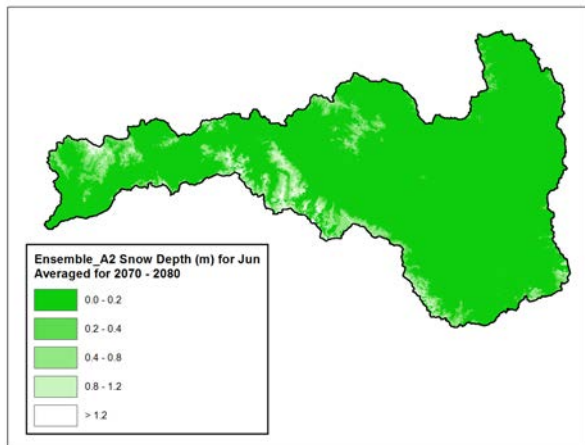 Ensemble_A2 Snow Depth (m) for Jun
Averaged for 2070 - 2080
0.0 - 0.2
0.2 - 0.4
0.4 - 0.8
0.8 - 1.2
> 1.2